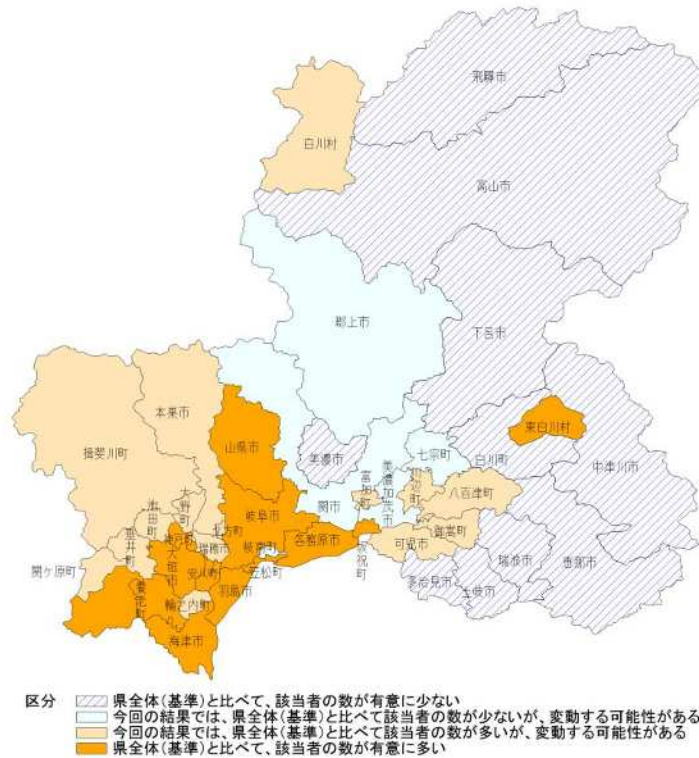 飛騨市
白川村
高山市
郡上市
下呂市
本巣市
揖斐川町
山県市
東白川村
美濃市
七宗町
白川町
中津川市
富加町
美濃加茂市
川辺町
八百津町
関市
大野町
池田町
岐阜市
北方町
御嵩町
垂井町
神戸町
瑞穂市
岐南町
各務原市
可児市
坂祝町
瑞浪市
恵那市
関ケ原町
大垣市
安八町
笠松町
羽島市
多治見市
土岐市
養老町
輪之内町
海津市
区分
県全体(基準)と比べて、該当者の数が有意に少ない
今回の結果では、県全体(基準)と比べて該当者の数が少ないが、変動する可能性がある
今回の結果では、県全体(基準)と比べて該当者の数が多いが、変動する可能性がある
県全体(基準)と比べて、該当者の数が有意に多い